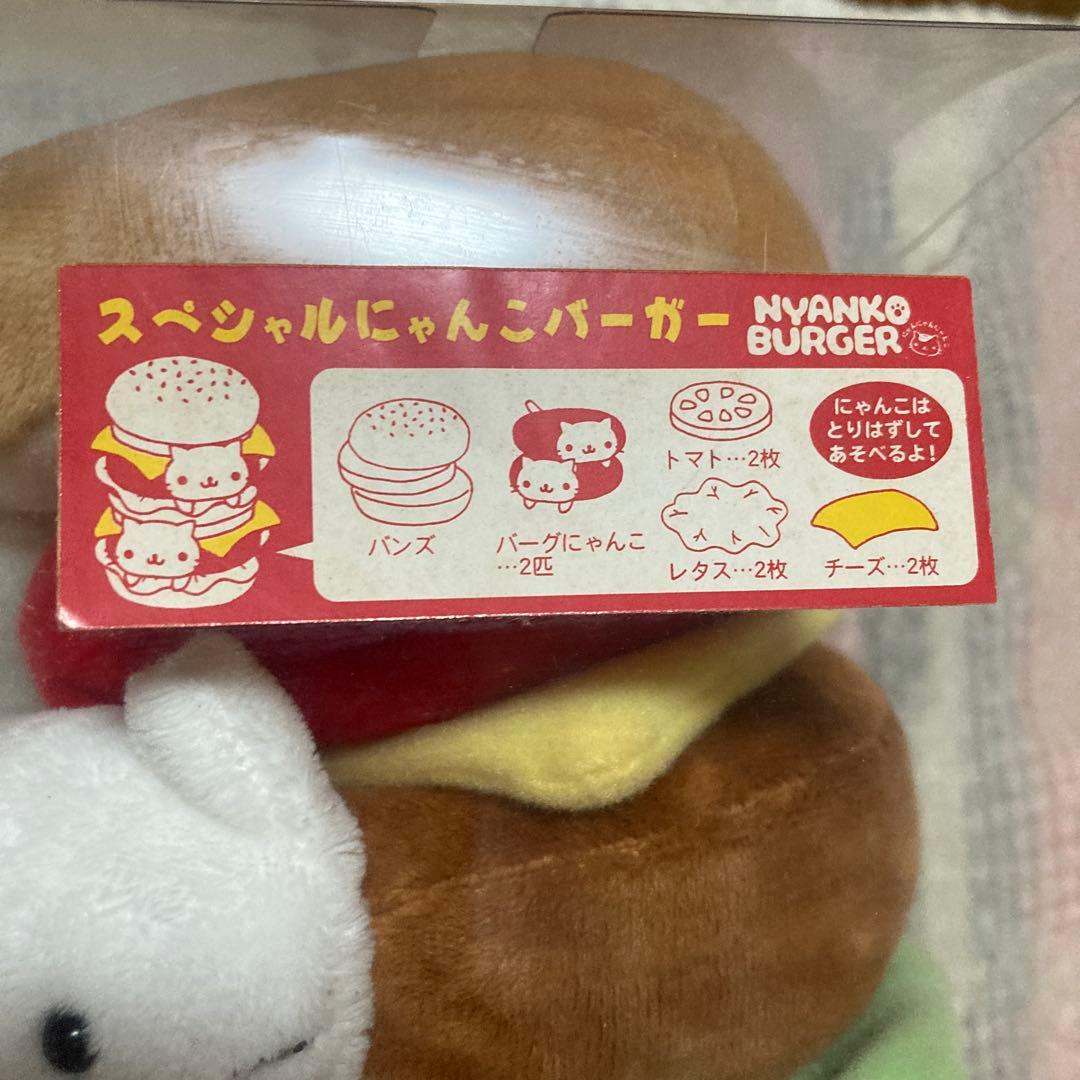 スペシャルにゃんこバーガー
NYANKO
BURGER
バンズ
バーグにゃんこ
…2匹
トマト…2枚
レタス…2枚
にゃんこは
とりはずして
あそべるよ!
チーズ…2枚